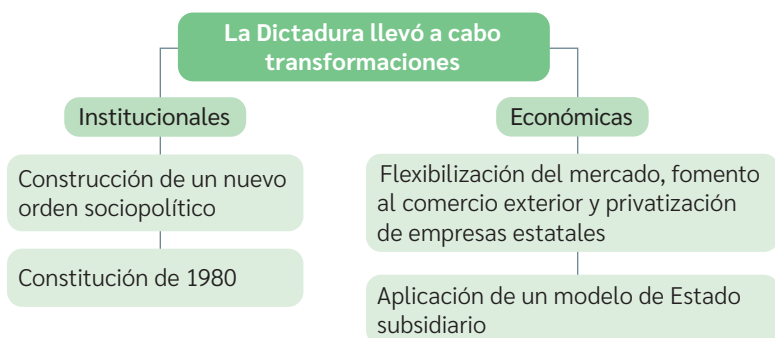 La Dictadura llevó a cabo
transformaciones
Institucionales
Construcción de un nuevo
orden sociopolítico
Constitución de 1980
Económicas
Flexibilización del mercado, fomento
al comercio exterior y privatización
de empresas estatales
Aplicación de un modelo de Estado
subsidiario